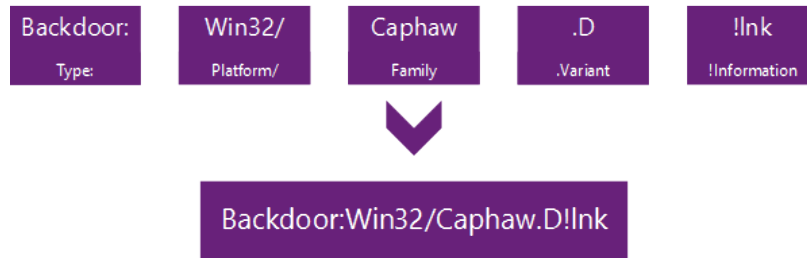 Backdoor: Win32/ Caphaw .D !lnk
Type: Platform/ Family .Variant !Information
Backdoor:Win32/Caphaw.D!lnk